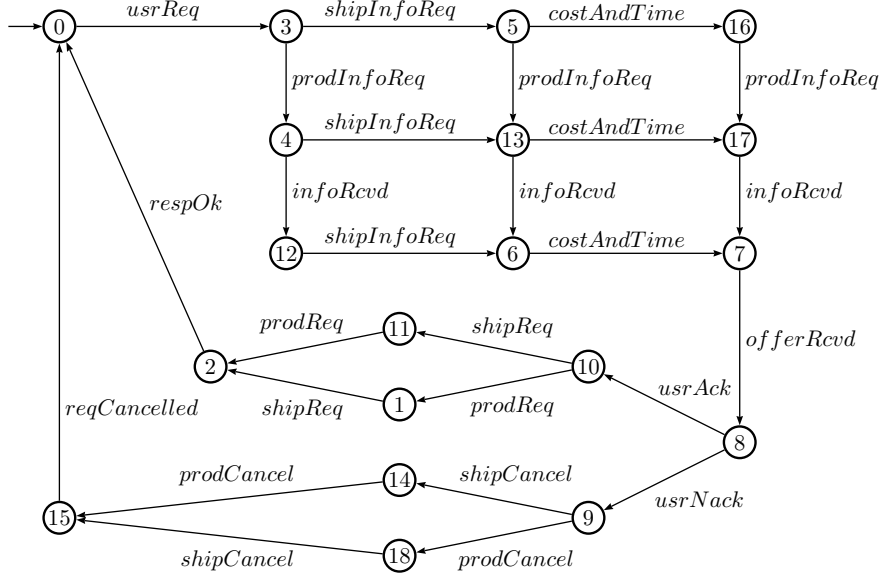 usrReq shipInfoReq costAndTime
0 3 5 16
prodInfoReq prodInfoReq prodInfoReq
shipInfoReq costAndTime
4 13 17
infoRcvd infoRcvd infoRcvd
respOk
shipInfoReq costAndTime
12 6 7
prodReq 11 shipReq
offerRcvd
2 10
usrAck
shipReq 1 prodReq
reqCancelled
8
prodCancel 14 shipCancel
usrNack
15 9
shipCancel 18 prodCancel